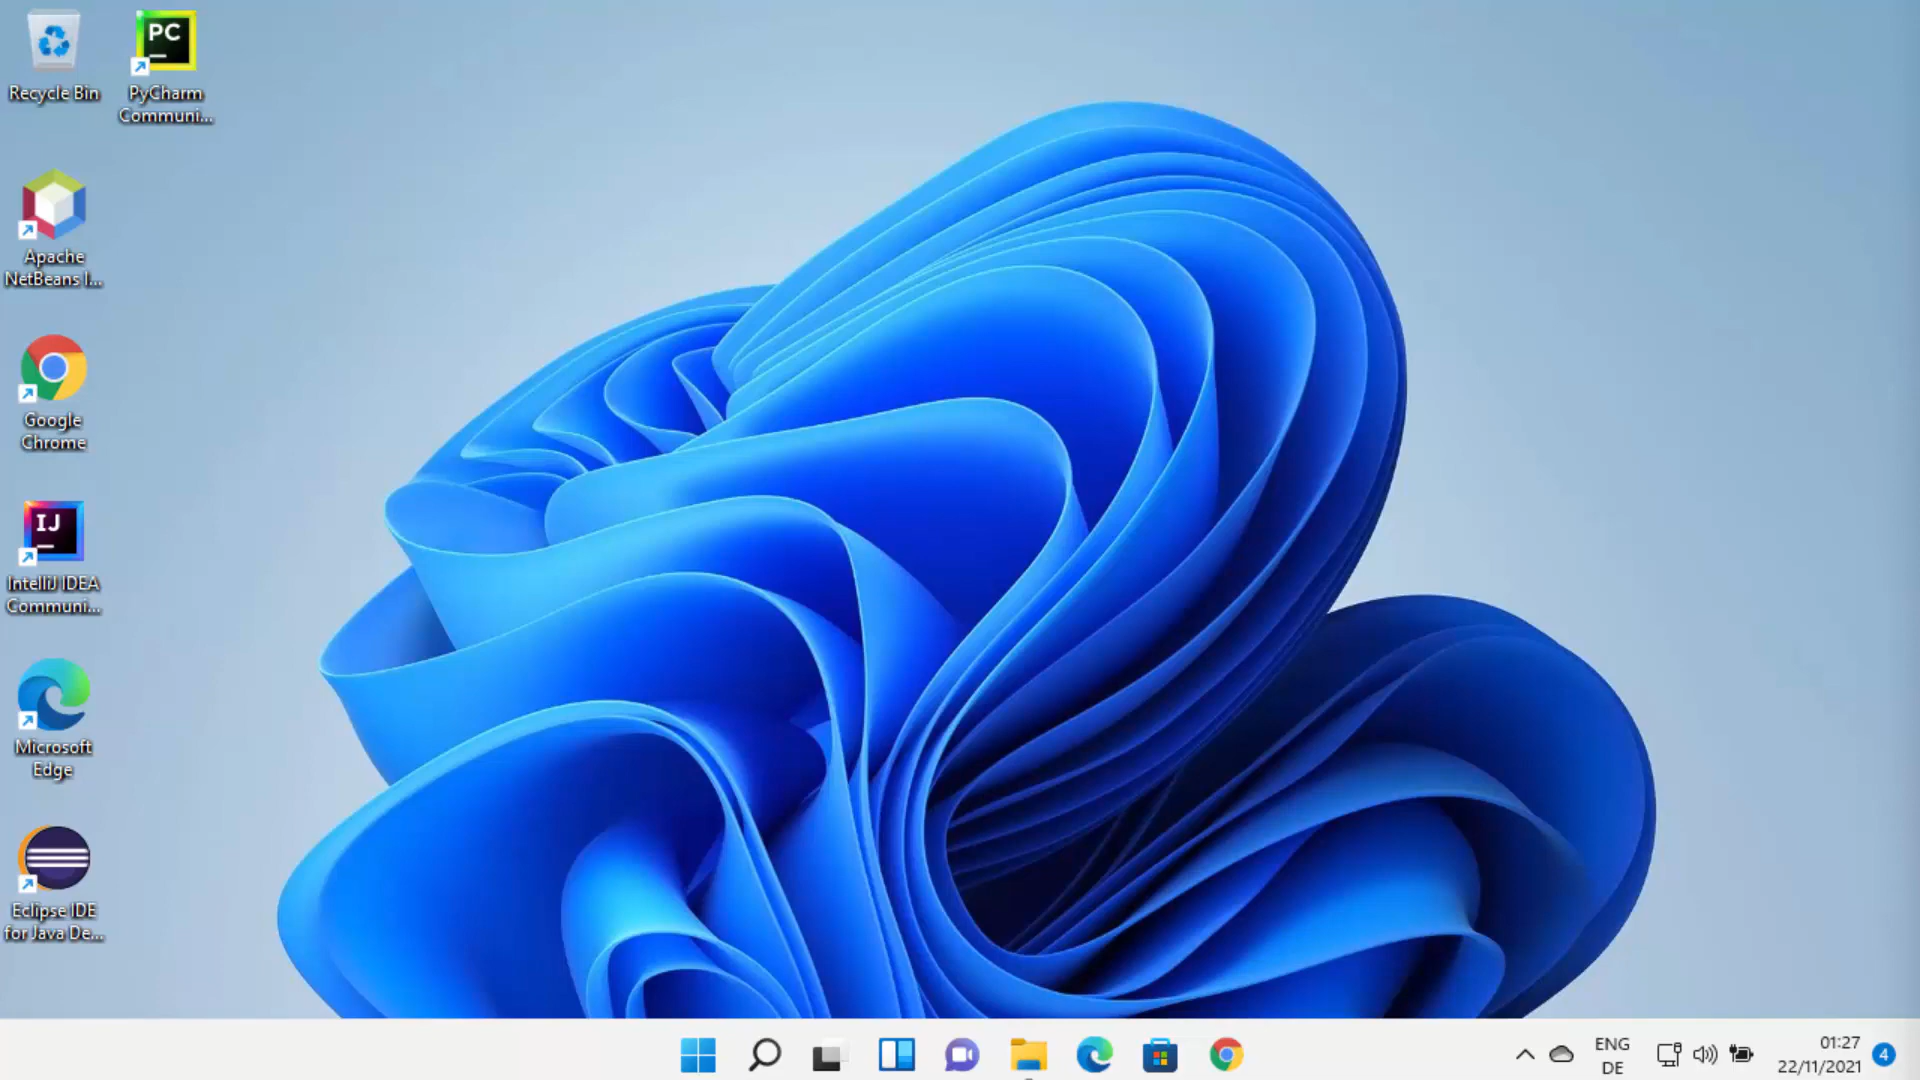 Recycle Bin
PC
PyCharm
Communi...
Apache
NetBeans I...
Google
Chrome
IJ
IntelliJ IDEA
Communi...
Microsoft
Edge
Eclipse IDE
for Java De...
ENG
DE
01:27
22/11/2021
4